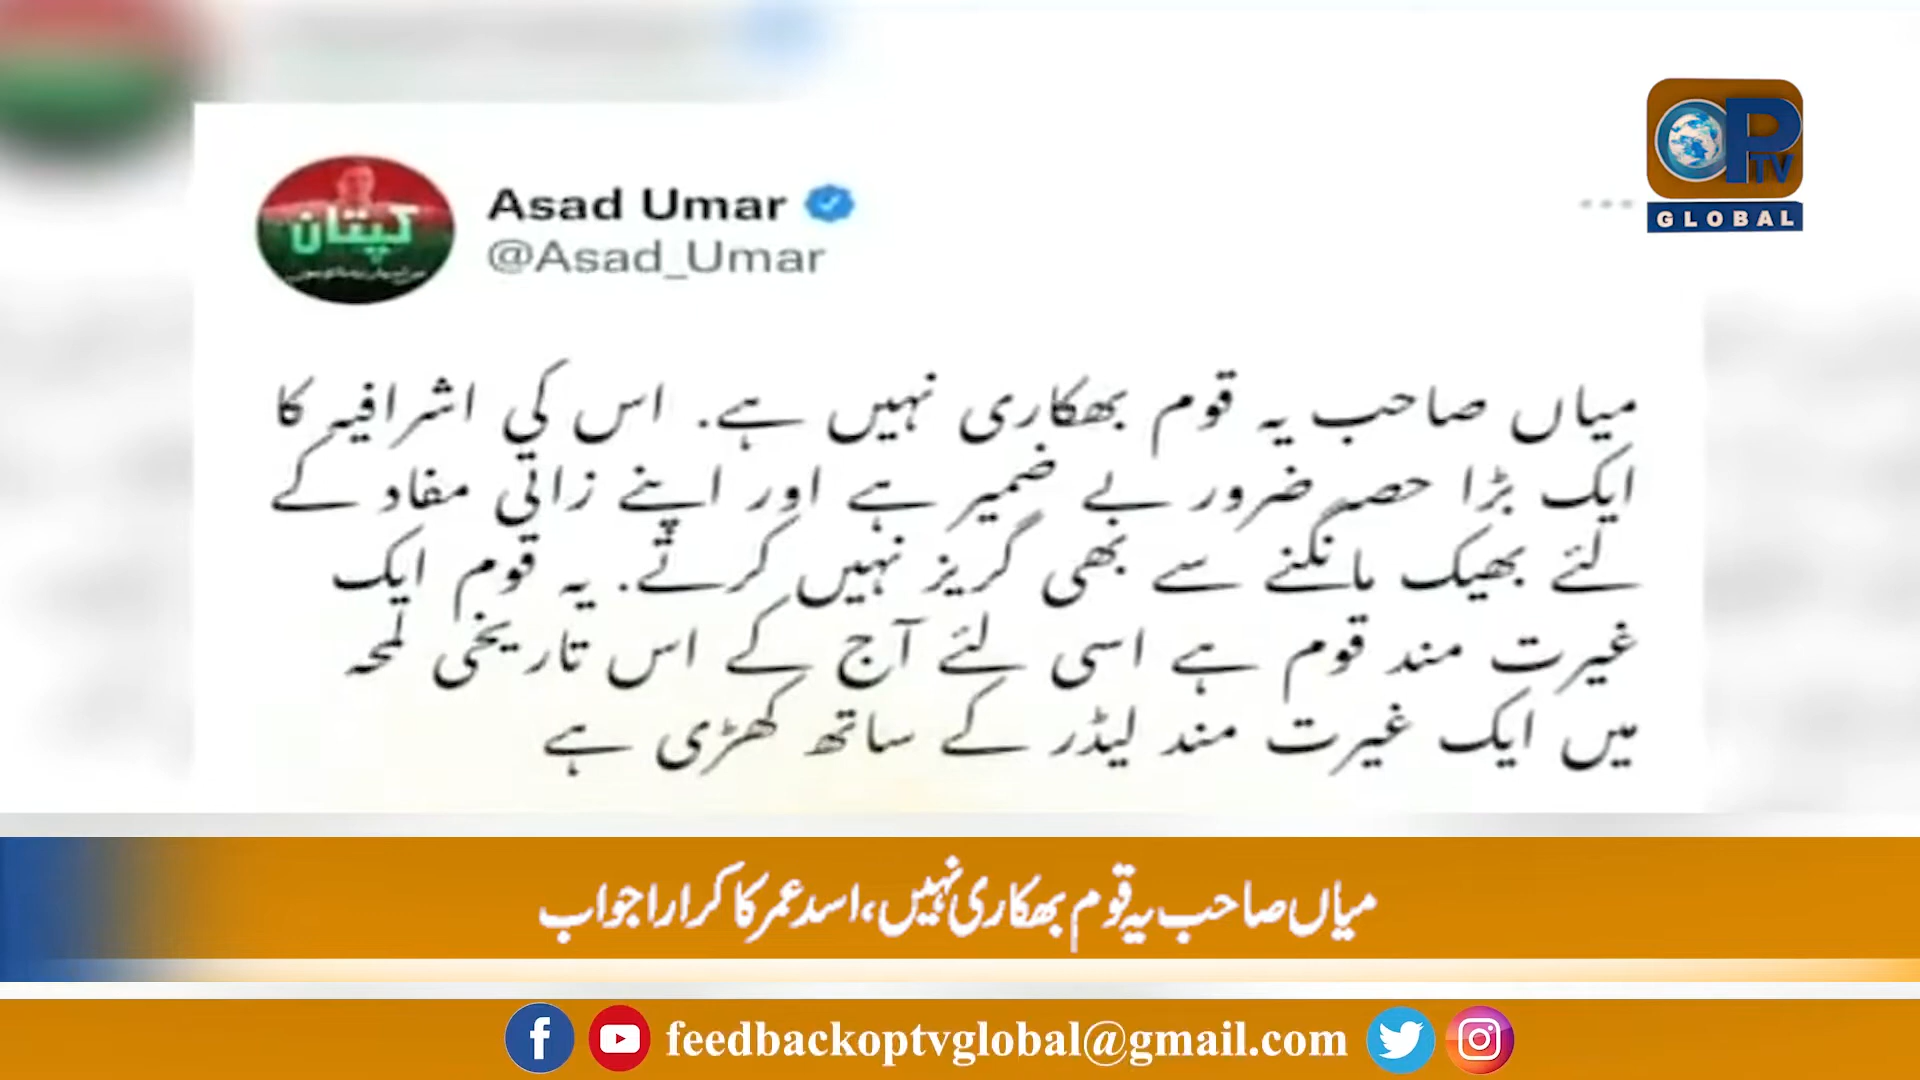 Asad Umar
@Asad_Umar
کپتان
OPTV
GLOBAL
میاں صاحب یہ قوم بھکاری نہیں ہے. اس کی اشرافیہ کا
ایک بڑا حصہ ضرور بے ضمیر ہے اور اپنے زاتی مفاد کے
لئے بھیک مانگنے سے بھی گریز نہیں کرتے. یہ قوم ایک
غیرت مند قوم ہے اسی لئے آج کے اس تاریخی لمحہ
میں ایک غیرت مند لیڈر کے ساتھ کھڑی ہے
میاں صاحب یہ قوم بھکاری نہیں، اسد عمر کا کرارا جواب
feedbackoptvglobal@gmail.com